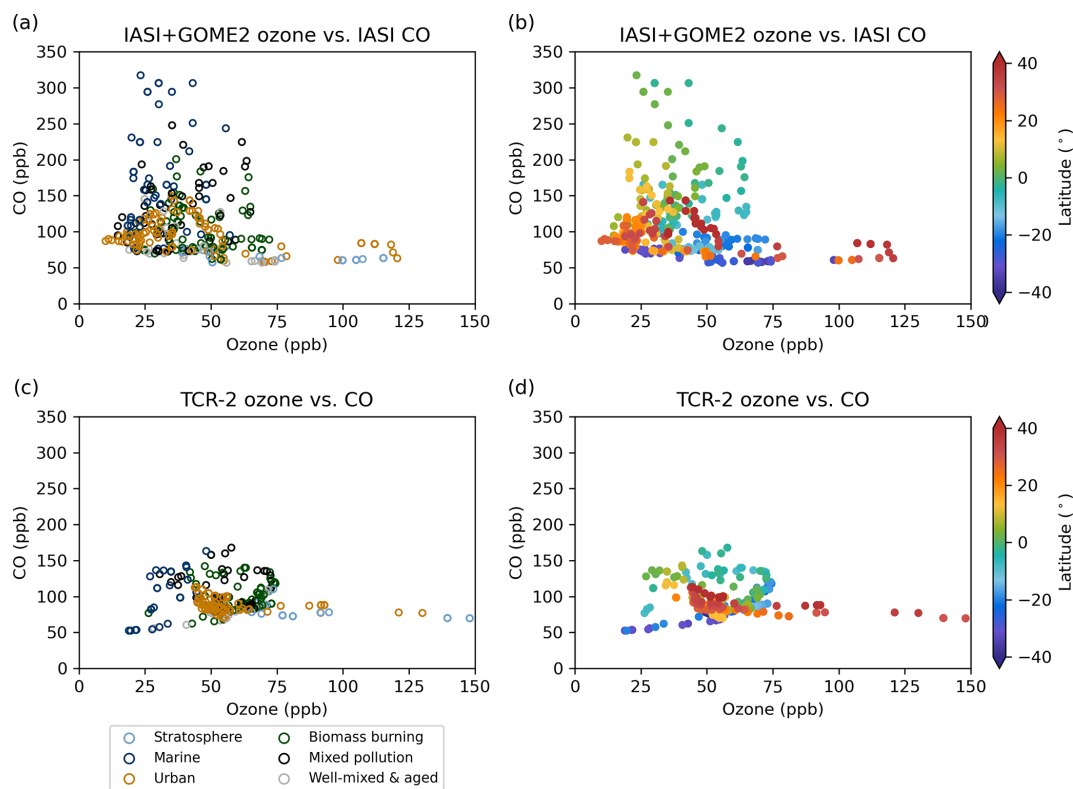 (a)
IASI+GOME2 ozone vs. IASI CO
350
300
250
200
150
100
50
0
CO (ppb)
0 25 50 75 100 125 150
Ozone (ppb)
(b)
IASI+GOME2 ozone vs. IASI CO
350
300
250
200
150
100
50
0
CO (ppb)
0 25 50 75 100 125 150
Ozone (ppb)
40
20
0
−20
−40
Latitude (°)
(c)
TCR-2 ozone vs. CO
350
300
250
200
150
100
50
0
CO (ppb)
0 25 50 75 100 125 150
Ozone (ppb)
(d)
TCR-2 ozone vs. CO
350
300
250
200
150
100
50
0
CO (ppb)
0 25 50 75 100 125 150
Ozone (ppb)
40
20
0
−20
−40
Latitude (°)
Stratosphere
Marine
Urban
Biomass burning
Mixed pollution
Well-mixed & aged